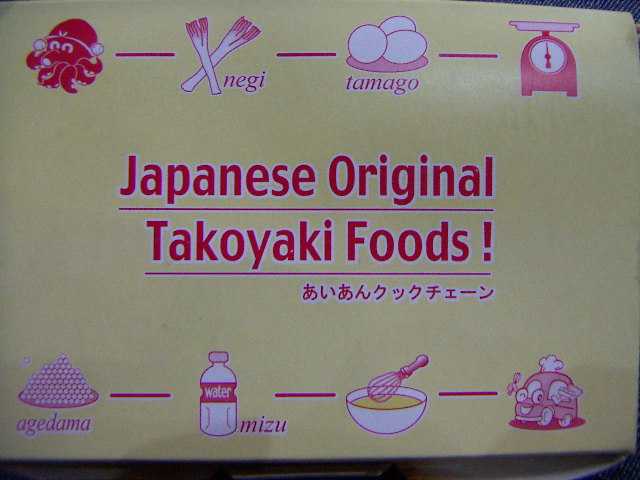 negi
tamago
Japanese Original
Takoyaki Foods !
あいあんクックチェーン
agedama
water
mizu